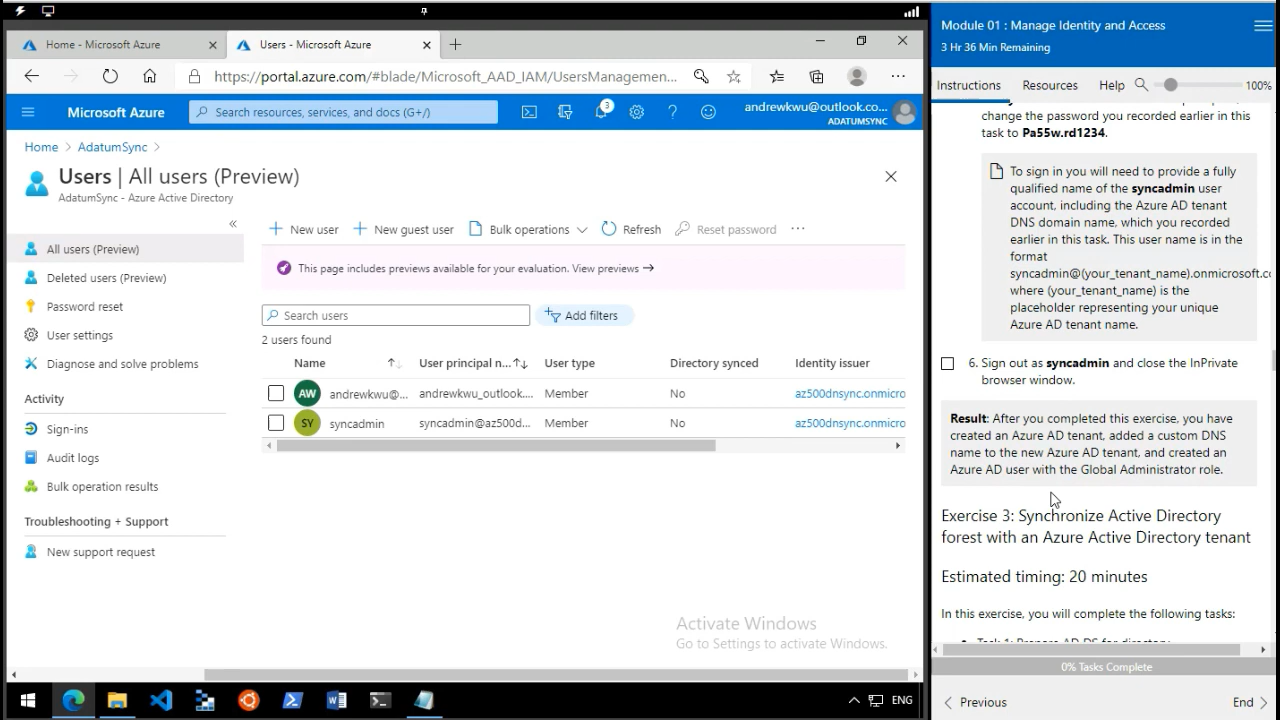 Home - Microsoft Azure
Users - Microsoft Azure
https://portal.azure.com/#blade/Microsoft_AAD_IAM/UsersManagemen...
Microsoft Azure
Search resources, services, and docs (G+/)
3
andrewkwu@outlook.co...
ADATUMSYNC
Home > AdatumSync >
Users | All users (Preview)
AdatumSync - Azure Active Directory
All users (Preview)
Deleted users (Preview)
Password reset
User settings
Diagnose and solve problems
Activity
Sign-ins
Audit logs
Bulk operation results
Troubleshooting + Support
New support request
New user
New guest user
Bulk operations
Refresh
Reset password
This page includes previews available for your evaluation. View previews →
Search users
Add filters
2 users found
Name User principal n... User type Directory synced Identity issuer
AW andrewkwu@... andrewkwu_outlook.... Member No az500dnsync.onmicro
SY syncadmin syncadmin@az500d... Member No az500dnsync.onmicro
Activate Windows
Go to Settings to activate Windows.
ENG
Module 01 : Manage Identity and Access
3 Hr 36 Min Remaining
Instructions Resources Help 100%
change the password you recorded earlier in this
task to Pa55w.rd1234.
To sign in you will need to provide a fully
qualified name of the syncadmin user
account, including the Azure AD tenant
DNS domain name, which you recorded
earlier in this task. This user name is in the
format
syncadmin@(your_tenant_name).onmicrosoft.co
where (your_tenant_name) is the
placeholder representing your unique
Azure AD tenant name.
6. Sign out as syncadmin and close the InPrivate
browser window.
Result: After you completed this exercise, you have
created an Azure AD tenant, added a custom DNS
name to the new Azure AD tenant, and created an
Azure AD user with the Global Administrator role.
Exercise 3: Synchronize Active Directory
forest with an Azure Active Directory tenant
Estimated timing: 20 minutes
In this exercise, you will complete the following tasks:
Task 1: Prepare AD DS for directory
0% Tasks Complete
Previous
End